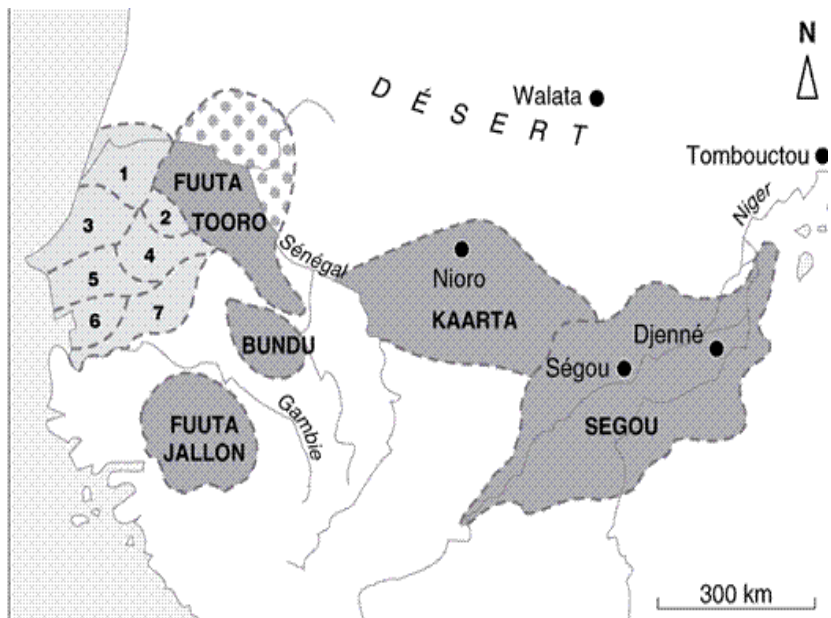 N
DÉSERT
Walata
Tombouctou
Niger
1
FUUTA
TOORO
2
3
4
Sénégal
5
Nioro
6
7
KAARTA
BUNDU
Djenné
Ségou
Gambie
FUUTA
JALLON
SEGOU
300 km